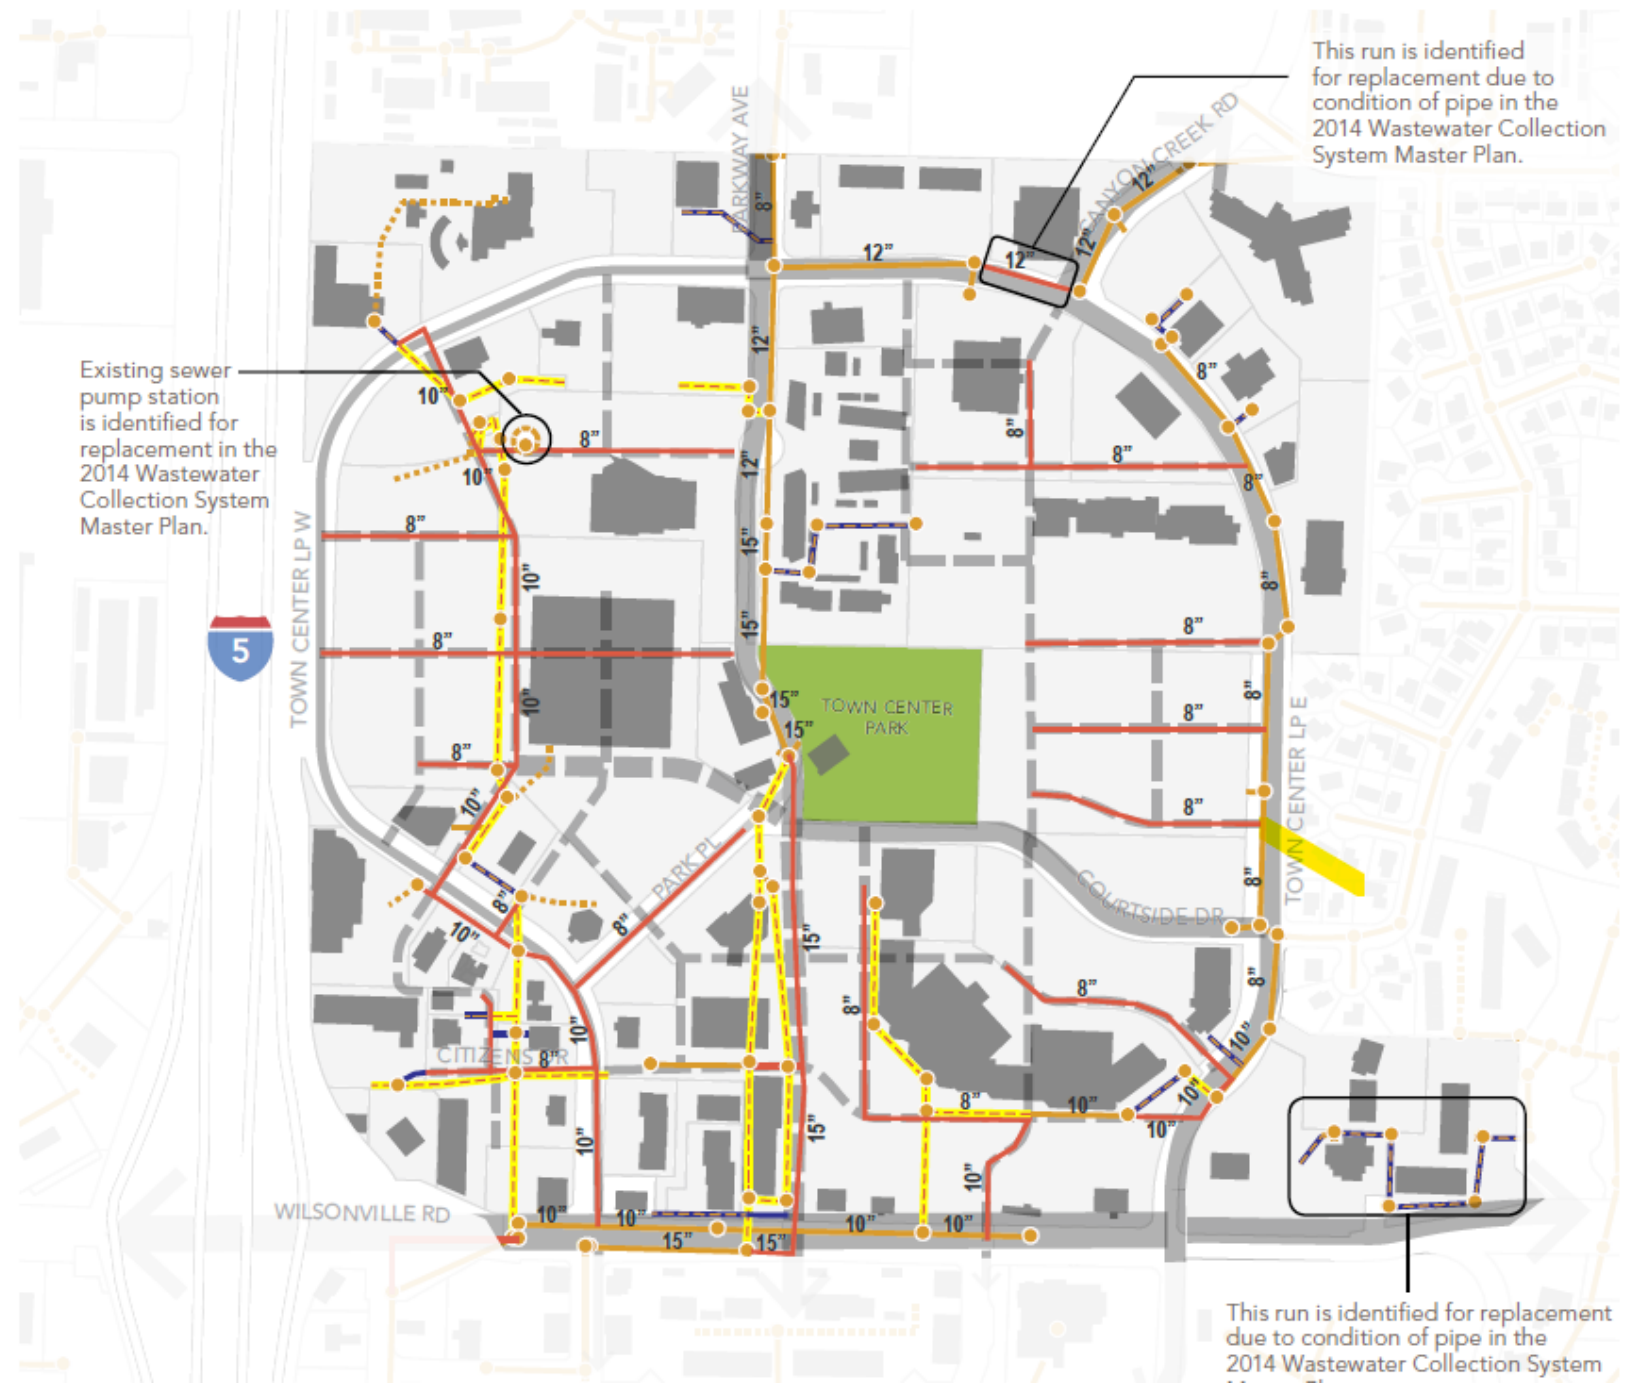 This run is identified
for replacement due to
condition of pipe in the
2014 Wastewater Collection
System Master Plan.
PARKWAY AVE
CANYON CREEK RD
12”
8”
12”
12”
12”
12”
8”
Existing sewer
pump station
is identified for
replacement in the
2014 Wastewater
Collection System
Master Plan.
10”
8”
8”
12”
8”
10”
8”
8”
15”
10”
8”
TOWN CENTER LP W
5
15”
8”
8”
10”
15”
TOWN CENTER
PARK
8”
8”
15”
8”
TOWN CENTER LP E
10”
8”
PARK PL
8”
COURTSIDE DR
8”
8”
10”
15”
8”
8”
8”
10”
10”
CITIZENS DR
8”
10”
8”
10”
10”
10”
15”
10”
10”
WILSONVILLE RD
10”
10”
10”
10”
15”
15”
This run is identified for replacement
due to condition of pipe in the
2014 Wastewater Collection System